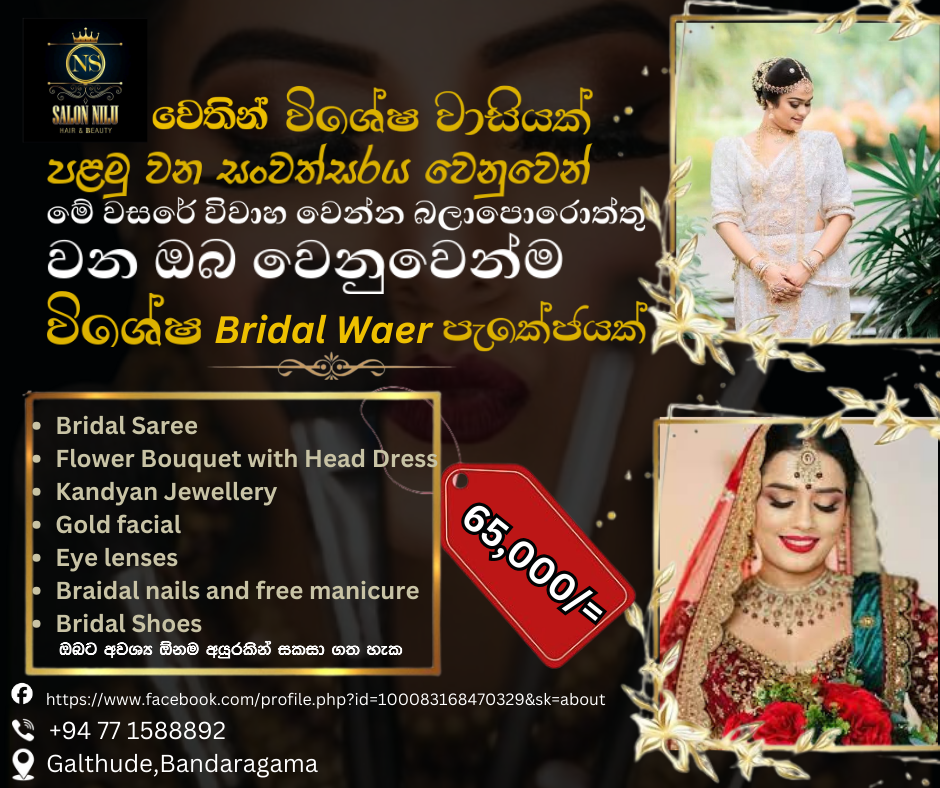 NS
SALON NILU
HAIR & BEAUTY
වෙතින් විශේෂ වාසියක්
පළමු වන සංවත්සරය වෙනුවෙන්
මේ වසරේ විවාහ වෙන්න බලාපොරොත්තු
වන ඔබ වෙනුවෙන්ම
විශේෂ Bridal Waer පැකේජයක්
• Bridal Saree
• Flower Bouquet with Head Dress
• Kandyan Jewellery
• Gold facial
• Eye lenses
• Braidal nails and free manicure
• Bridal Shoes
ඔබට අවශ්‍ය ඕනම අයුරකින් සකසා ගත හැක
65,000/=
https://www.facebook.com/profile.php?id=100083168470329&sk=about
+94 77 1588892
Galthude,Bandaragama